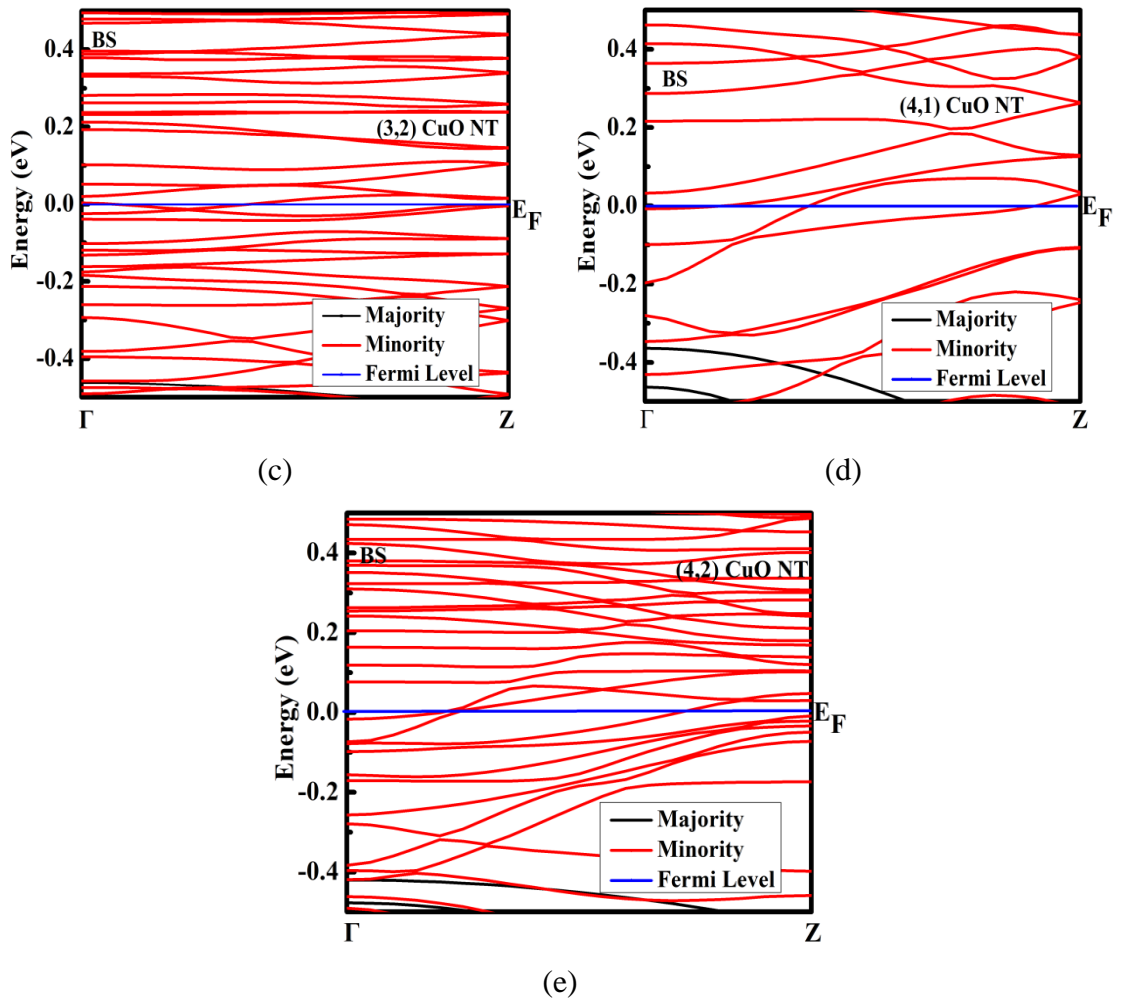 0.4
BS
0.2
(3,2) CuO NT
0.0
E_F
-0.2
-0.4
Energy (eV)
Majority
Minority
Fermi Level
Γ Z
(c)
0.4
BS
(4,1) CuO NT
0.2
0.0
E_F
-0.2
-0.4
Energy (eV)
Majority
Minority
Fermi Level
Γ Z
(d)
0.4
BS
(4,2) CuO NT
0.2
0.0
E_F
-0.2
-0.4
Energy (eV)
Majority
Minority
Fermi Level
Γ Z
(e)